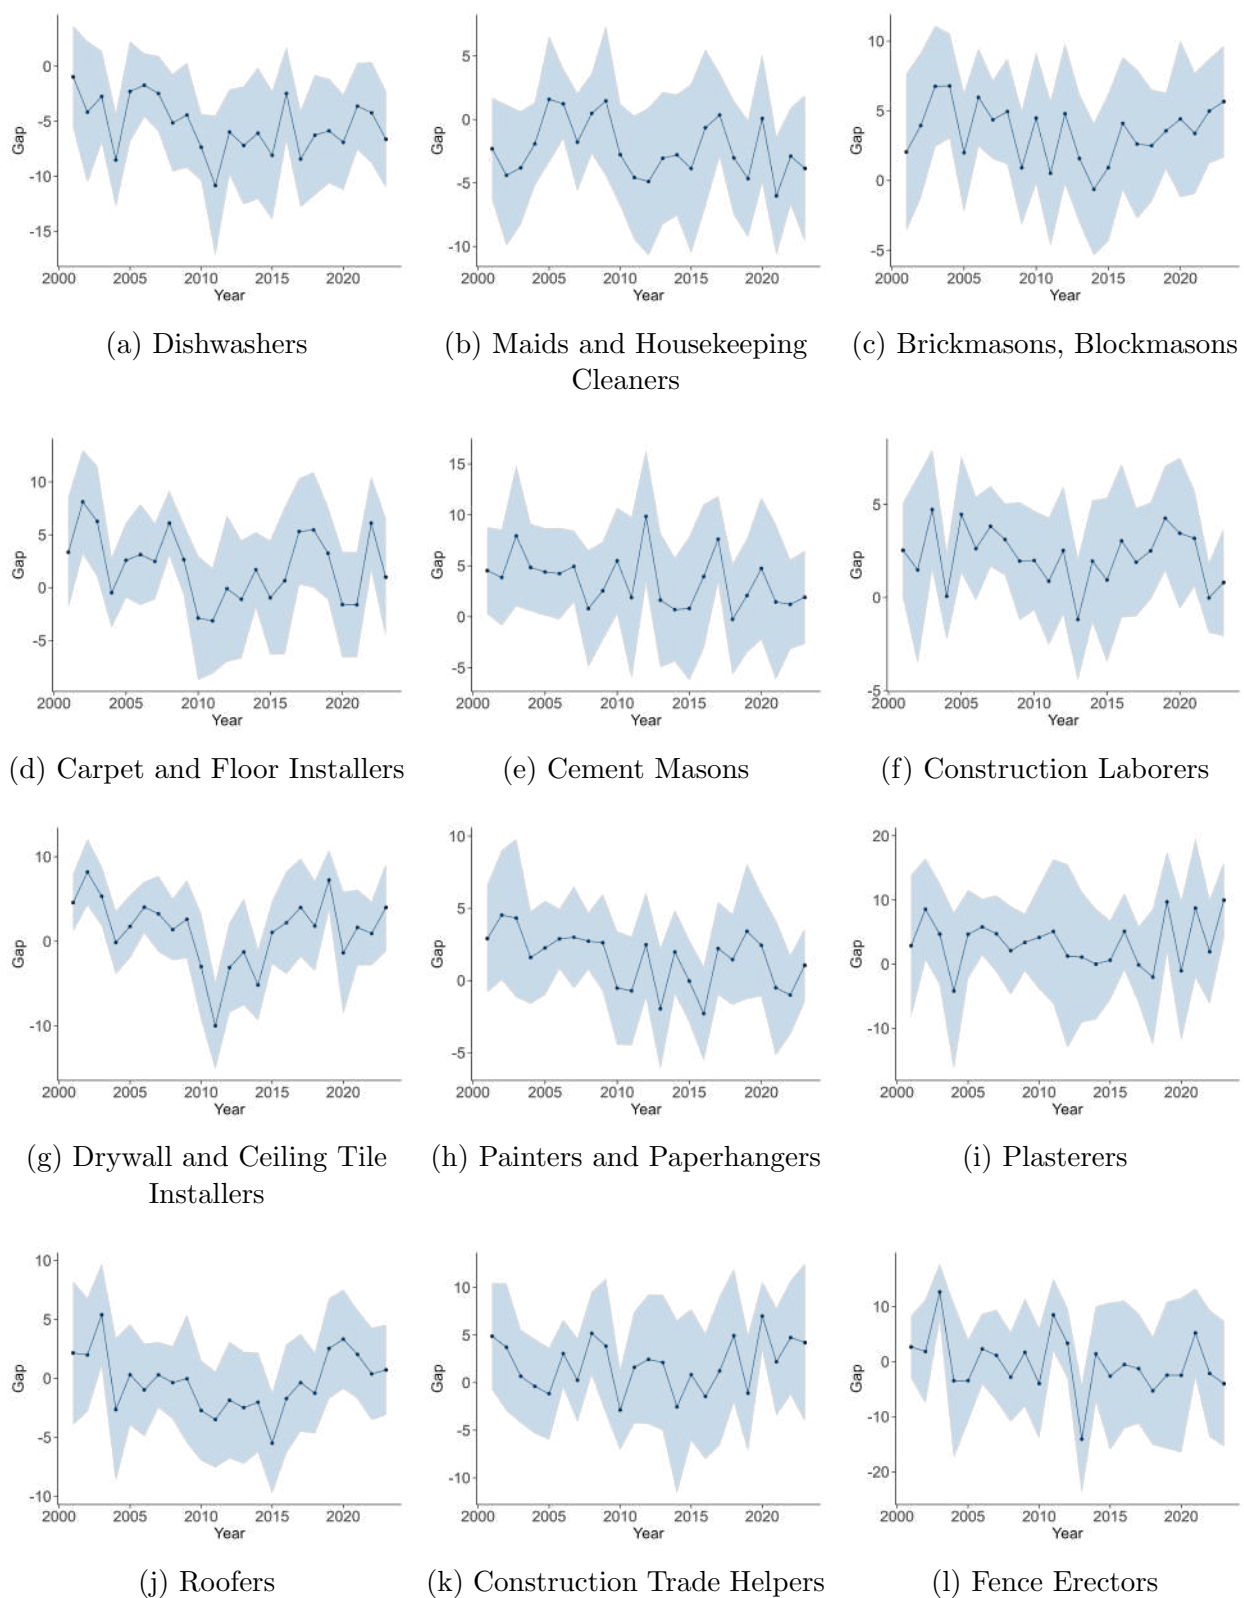 0
-5
-10
-15
Gap
2000 2005 2010 2015 2020
Year
5
0
-5
-10
Gap
2000 2005 2010 2015 2020
Year
10
5
0
-5
Gap
2000 2005 2010 2015 2020
Year
(a) Dishwashers
(b) Maids and Housekeeping
Cleaners
(c) Brickmasons, Blockmasons
10
5
0
-5
Gap
2000 2005 2010 2015 2020
Year
15
10
5
0
-5
Gap
2000 2005 2010 2015 2020
Year
5
0
-5
Gap
2000 2005 2010 2015 2020
Year
(d) Carpet and Floor Installers
(e) Cement Masons
(f) Construction Laborers
10
0
-10
Gap
2000 2005 2010 2015 2020
Year
10
5
0
-5
Gap
2000 2005 2010 2015 2020
Year
20
10
0
-10
Gap
2000 2005 2010 2015 2020
Year
(g) Drywall and Ceiling Tile
Installers
(h) Painters and Paperhangers
(i) Plasterers
10
5
0
-5
-10
Gap
2000 2005 2010 2015 2020
Year
10
5
0
-5
-10
Gap
2000 2005 2010 2015 2020
Year
10
0
-10
-20
Gap
2000 2005 2010 2015 2020
Year
(j) Roofers
(k) Construction Trade Helpers
(l) Fence Erectors